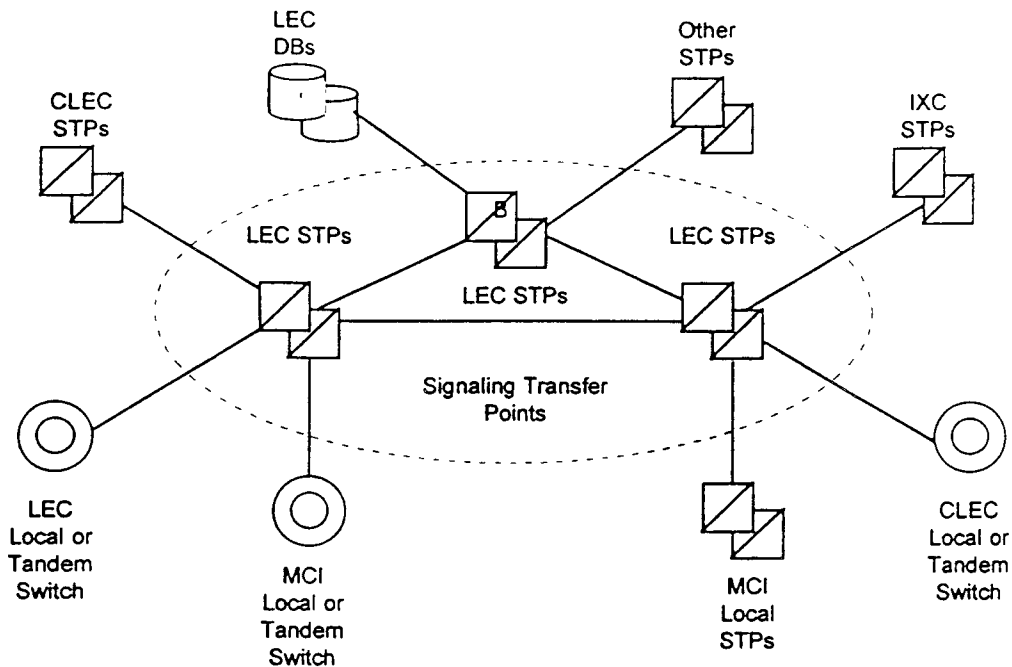 LEC
DBs
Other
STPs
CLEC
STPs
IXC
STPs
B
LEC STPs
LEC STPs
LEC STPs
Signaling Transfer
Points
LEC
Local or
Tandem
Switch
MCI
Local or
Tandem
Switch
MCI
Local
STPs
CLEC
Local or
Tandem
Switch